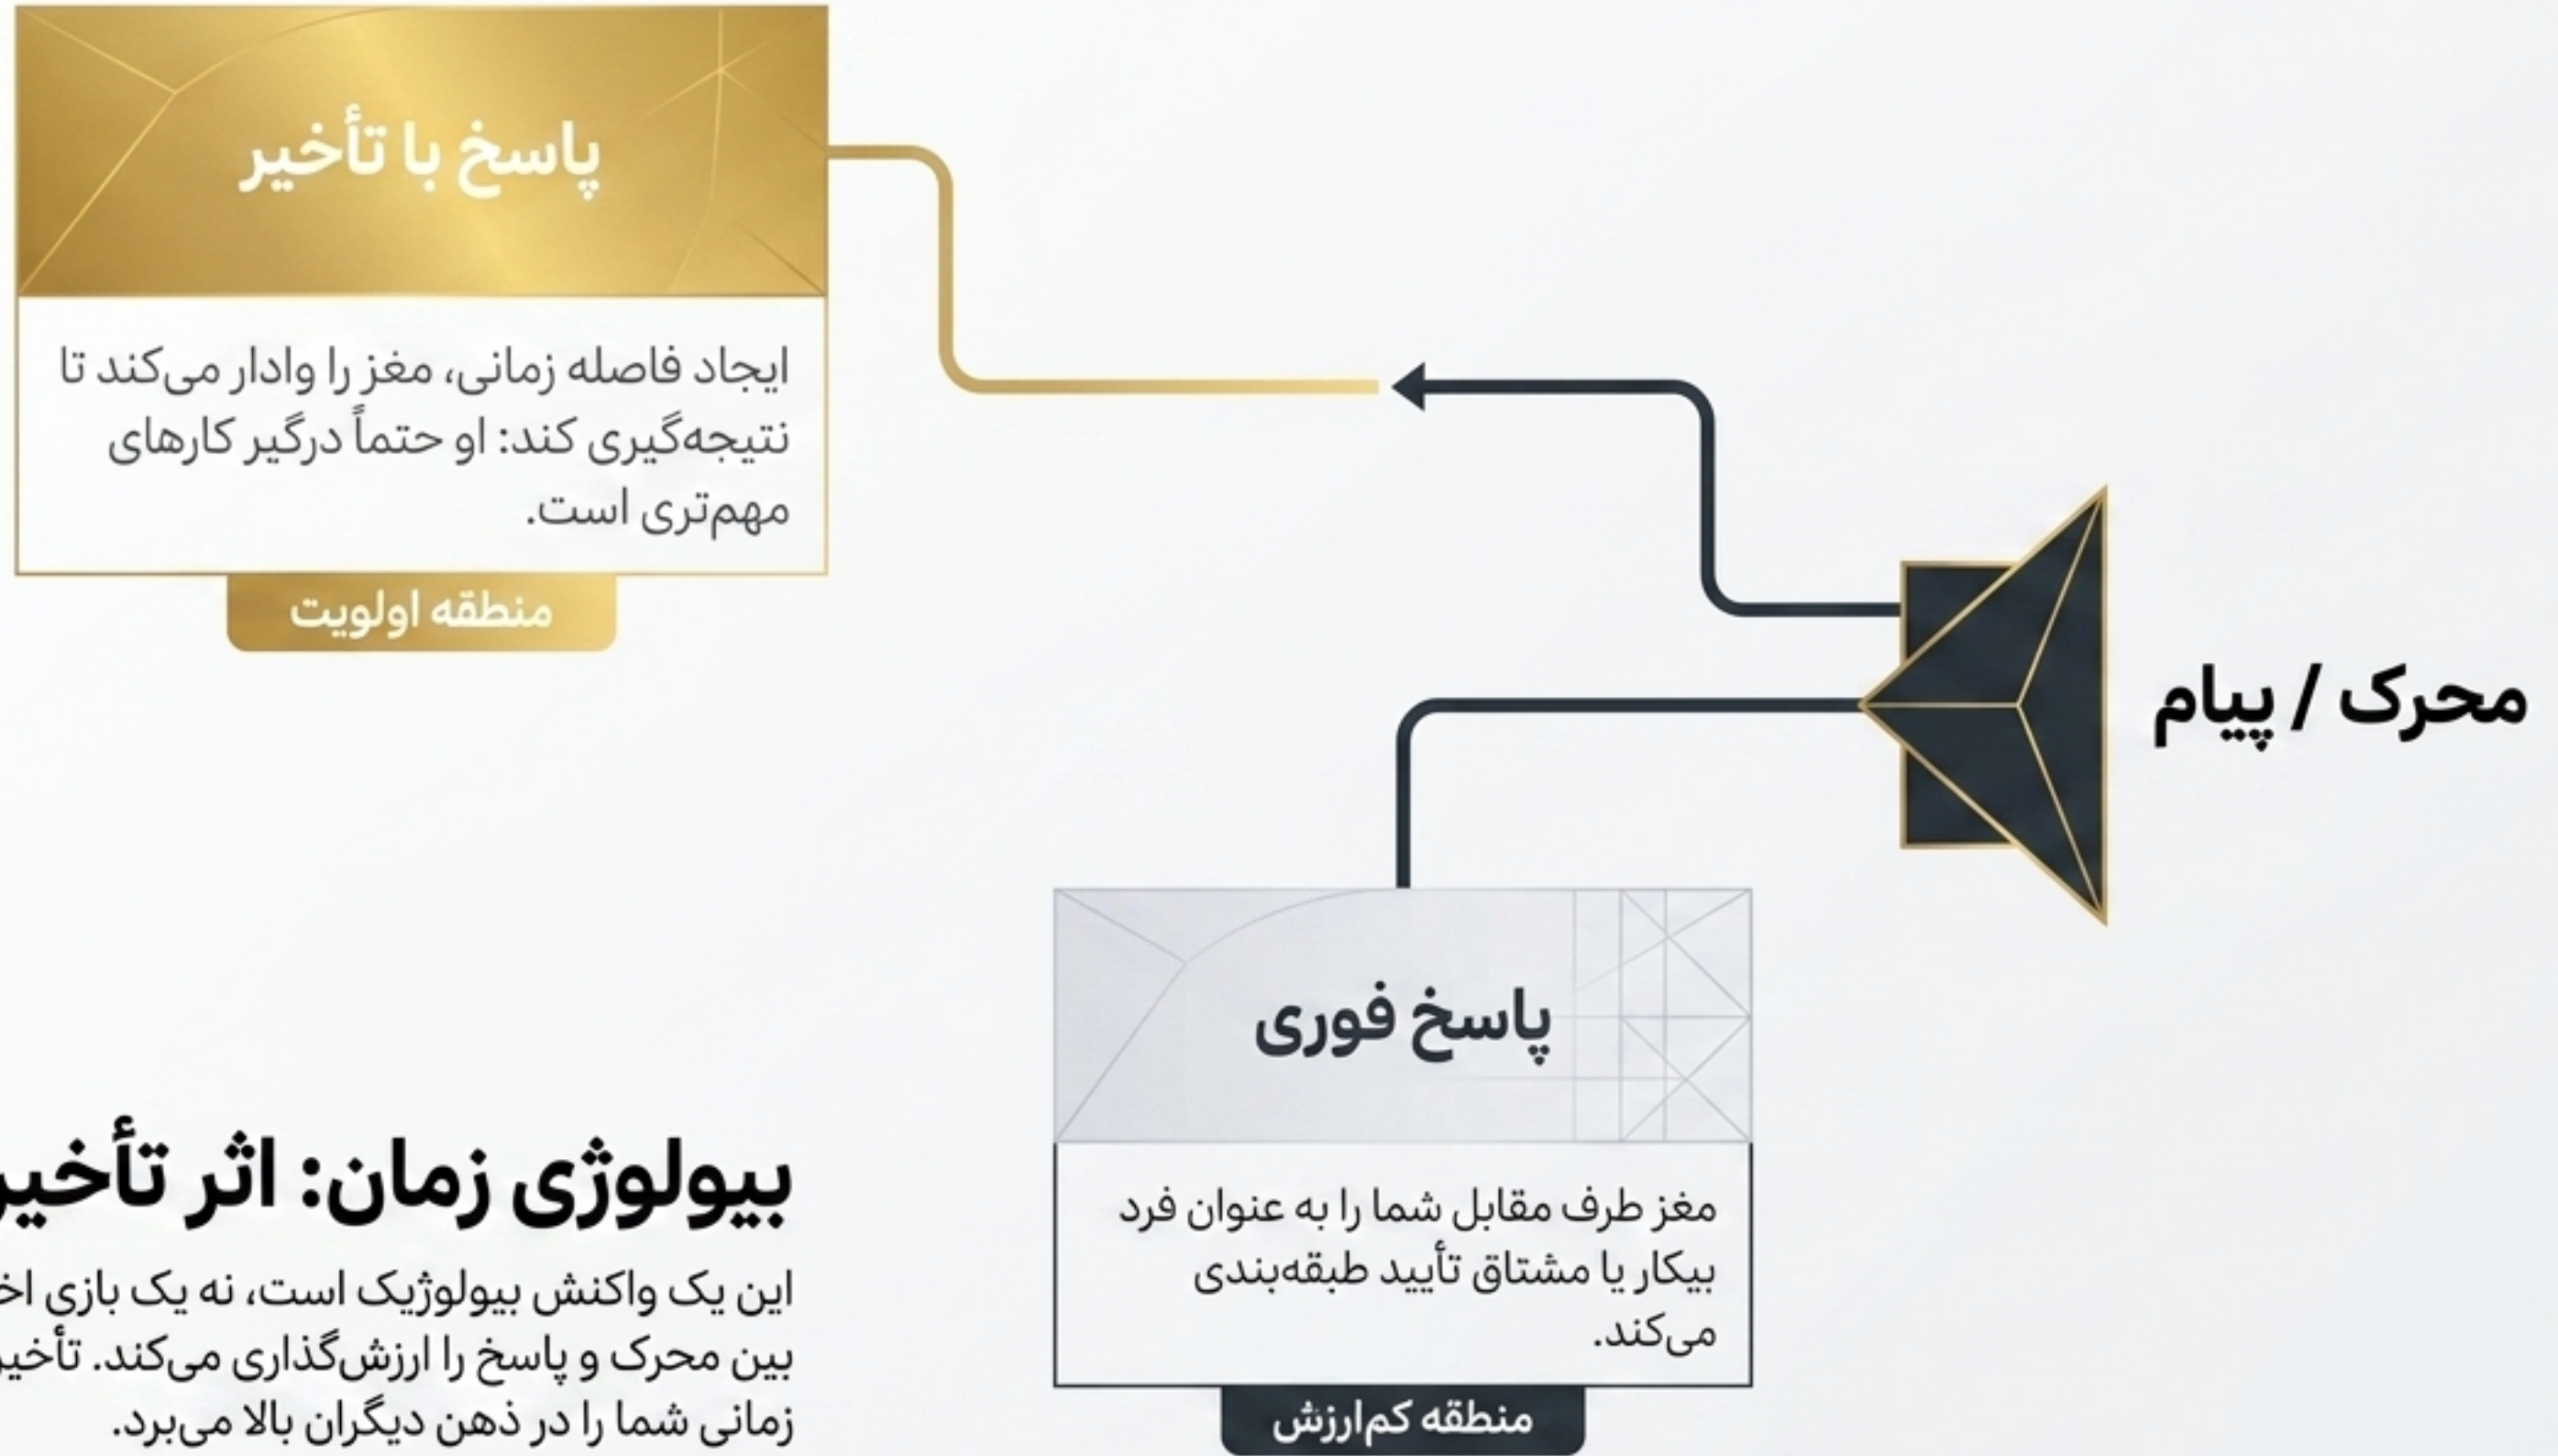 پاسخ با تأخیر
ایجاد فاصله زمانی، مغز را وادار می‌کند تا
نتیجه‌گیری کند: او حتماً درگیر کارهای
مهم‌تری است.
منطقه اولویت
محرک / پیام
پاسخ فوری
مغز طرف مقابل شما را به عنوان فرد
بیکار یا مشتاق تأیید طبقه‌بندی
می‌کند.
منطقه کم‌ارزش
بیولوژی زمان: اثر تأخیر
این یک واکنش بیولوژیک است، نه یک بازی
بین محرک و پاسخ را ارزش‌گذاری می‌کند. تأخیر
زمانی شما را در ذهن دیگران بالا می‌برد.